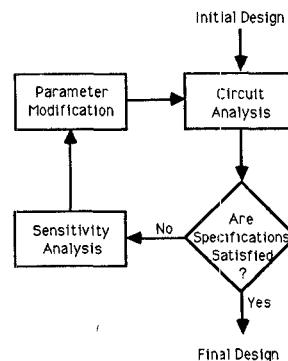 Initial Design
Parameter
Modification
Circuit
Analysis
Are
Specifications
Satisfied
?
No
Sensitivity
Analysis
Yes
Final Design